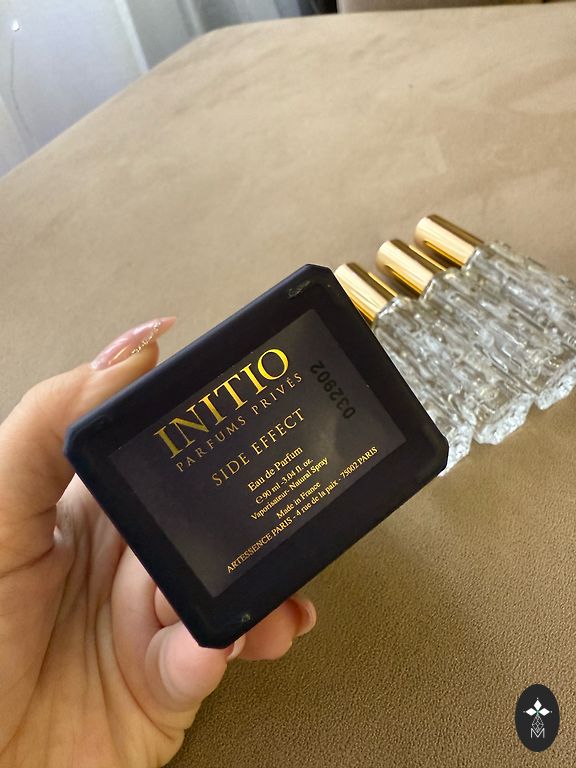 INITIO
PARFUMS PRIVÉS
SIDE EFFECT
032902
Eau de Parfum
℮90 ml -3.04 fl. oz.
Vaporisateur- Natural Spray
Made in France
ARTESSENCE PARIS - 4 rue de la paix - 75002 PARIS
M